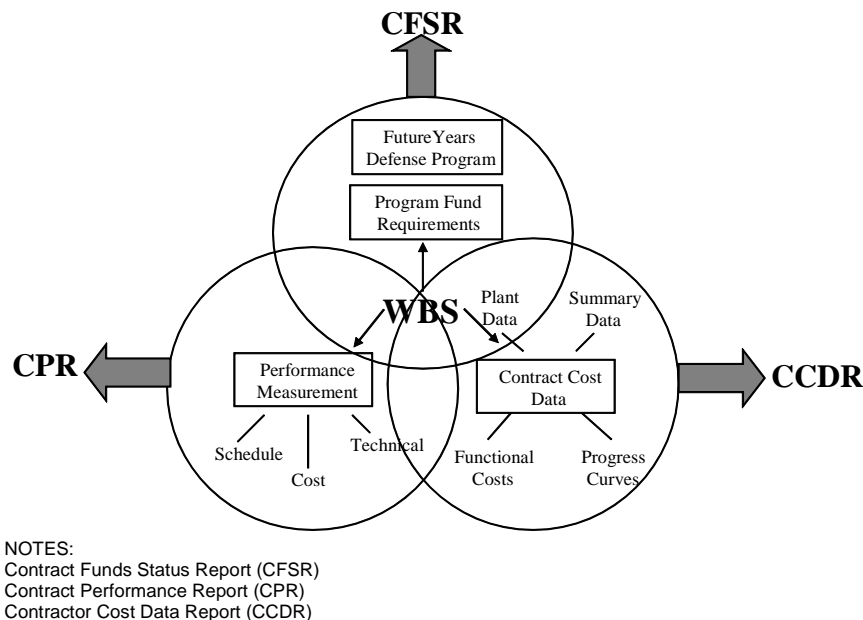 CFSR
FutureYears
Defense Program
Program Fund
Requirements
WBS
Plant
Data
Summary
Data
CPR
Performance
Measurement
Contract Cost
Data
CCDR
Schedule
Cost
Technical
Functional
Costs
Progress
Curves
NOTES:
Contract Funds Status Report (CFSR)
Contract Performance Report (CPR)
Contractor Cost Data Report (CCDR)